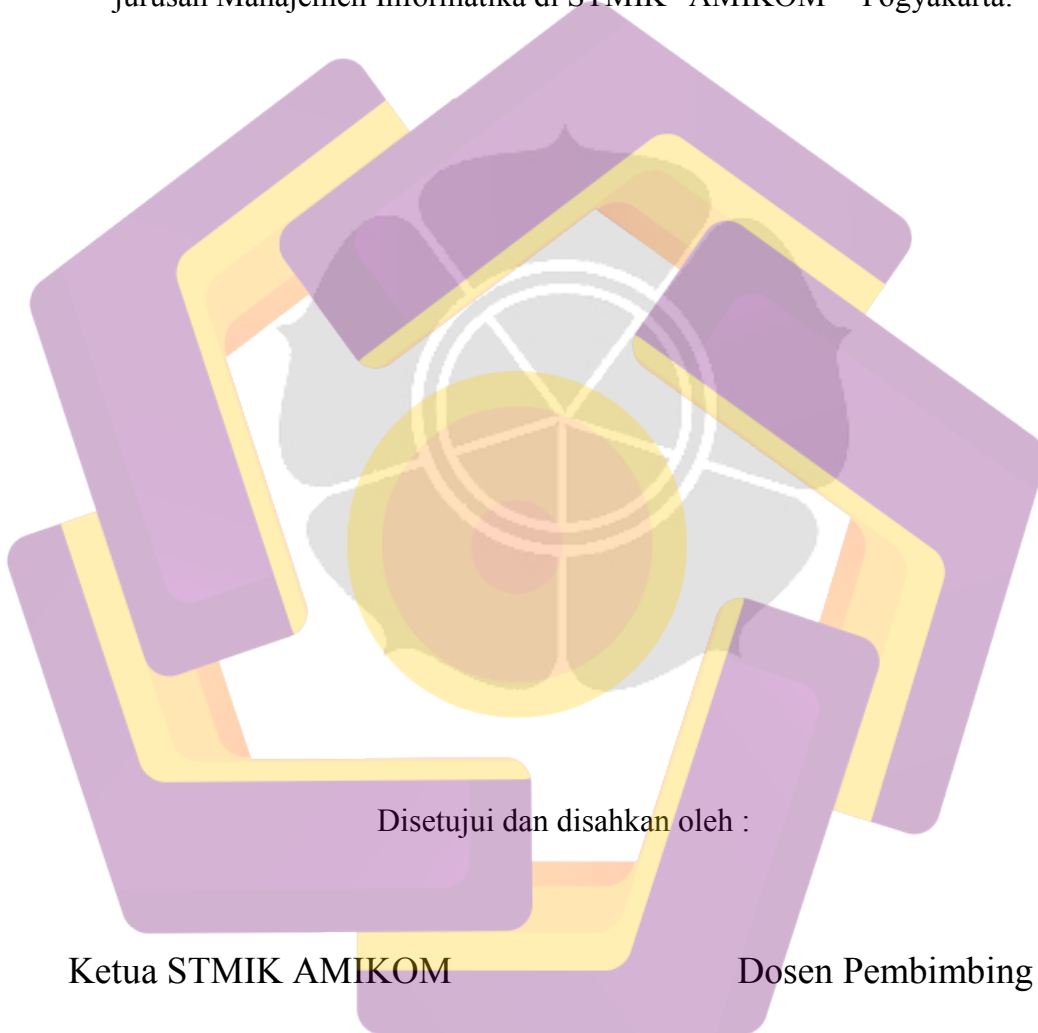 jurusan Manajemen Informatika di STMIK "AMIKOM" Yogyakarta.
Disetujui dan disahkan oleh :
Ketua STMIK AMIKOM Dosen Pembimbing